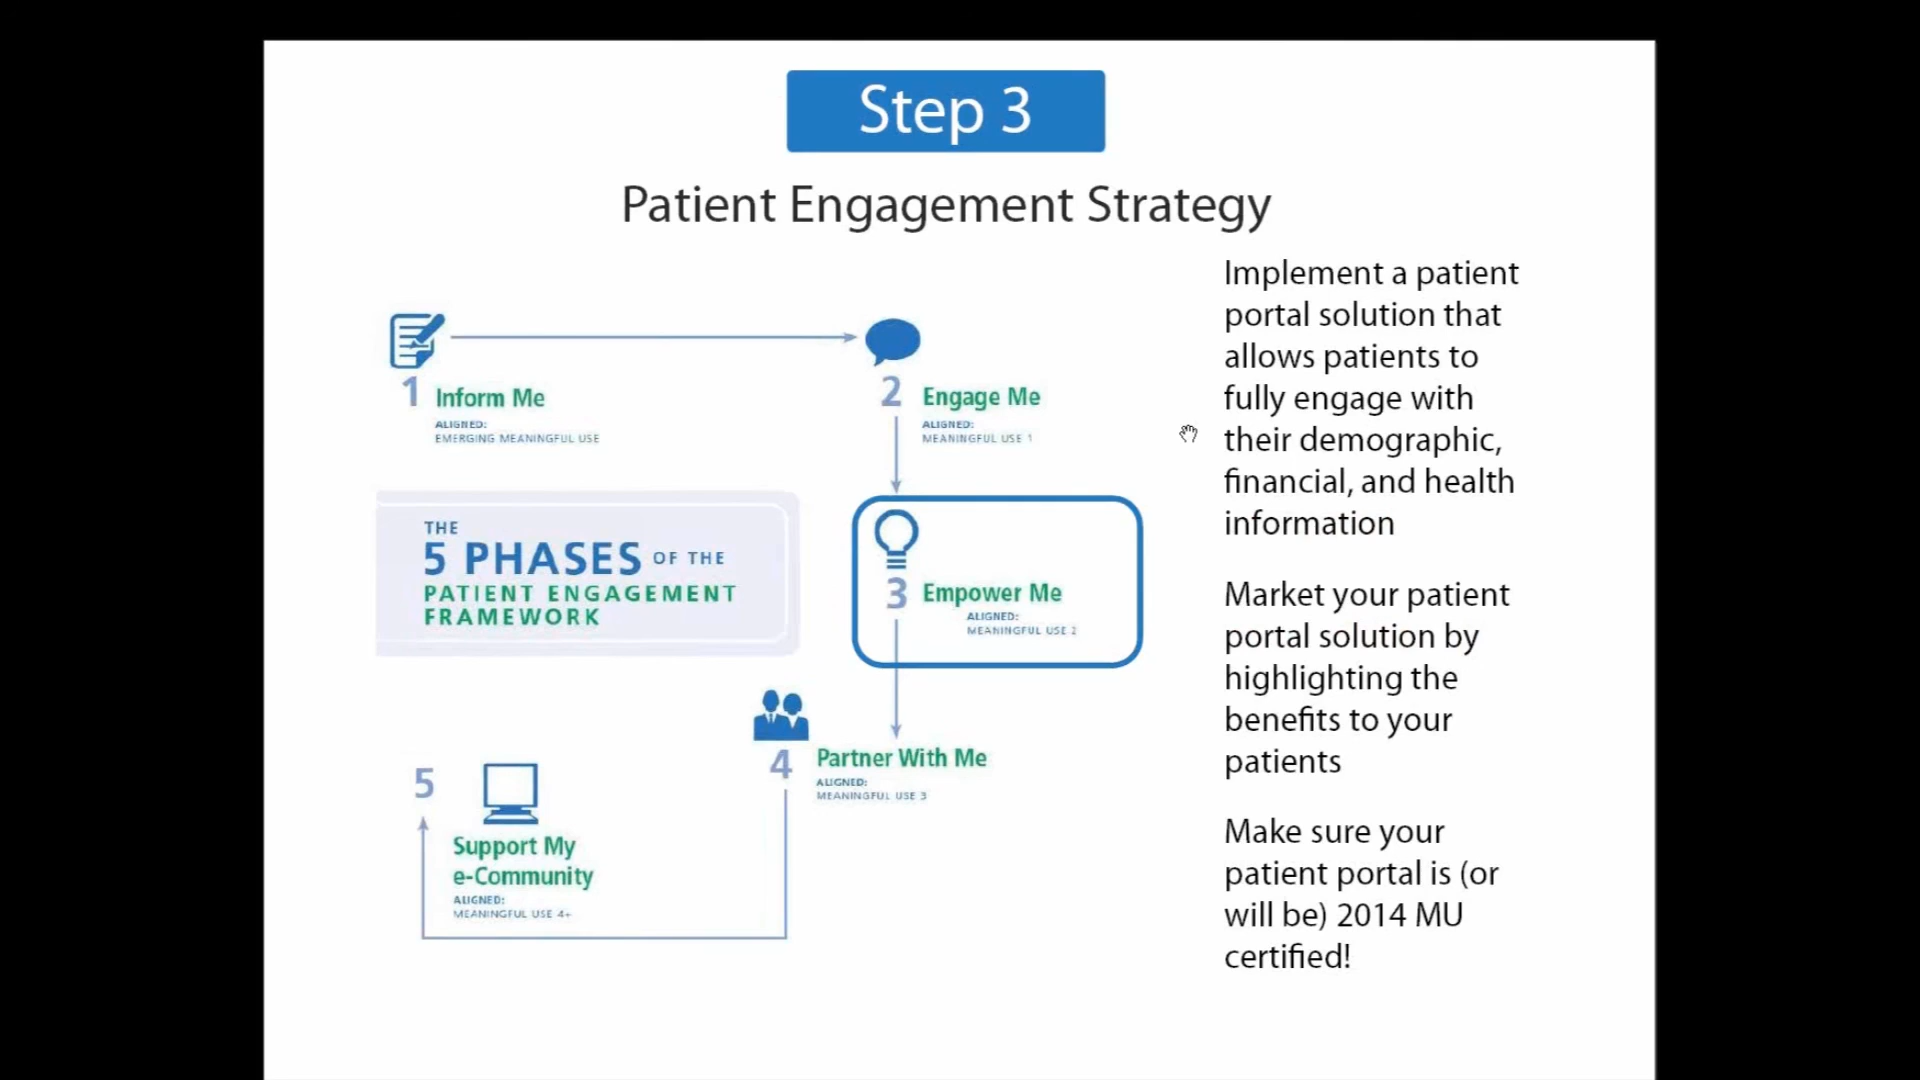 Step 3
Patient Engagement Strategy
1 Inform Me
ALIGNED:
EMERGING MEANINGFUL USE
2 Engage Me
ALIGNED:
MEANINGFUL USE 1
THE
5 PHASES OF THE
PATIENT ENGAGEMENT
FRAMEWORK
3 Empower Me
ALIGNED:
MEANINGFUL USE 2
4 Partner With Me
ALIGNED:
MEANINGFUL USE 3
5
Support My
e-Community
ALIGNED:
MEANINGFUL USE 4+
Implement a patient
portal solution that
allows patients to
fully engage with
their demographic,
financial, and health
information
Market your patient
portal solution by
highlighting the
benefits to your
patients
Make sure your
patient portal is (or
will be) 2014 MU
certified!